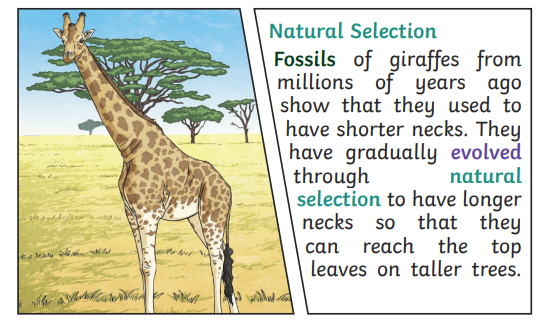 Natural Selection
Fossils of giraffes from
millions of years ago
show that they used to
have shorter necks. They
have gradually evolved
through natural
selection to have longer
necks so that they
can reach the top
leaves on taller trees.